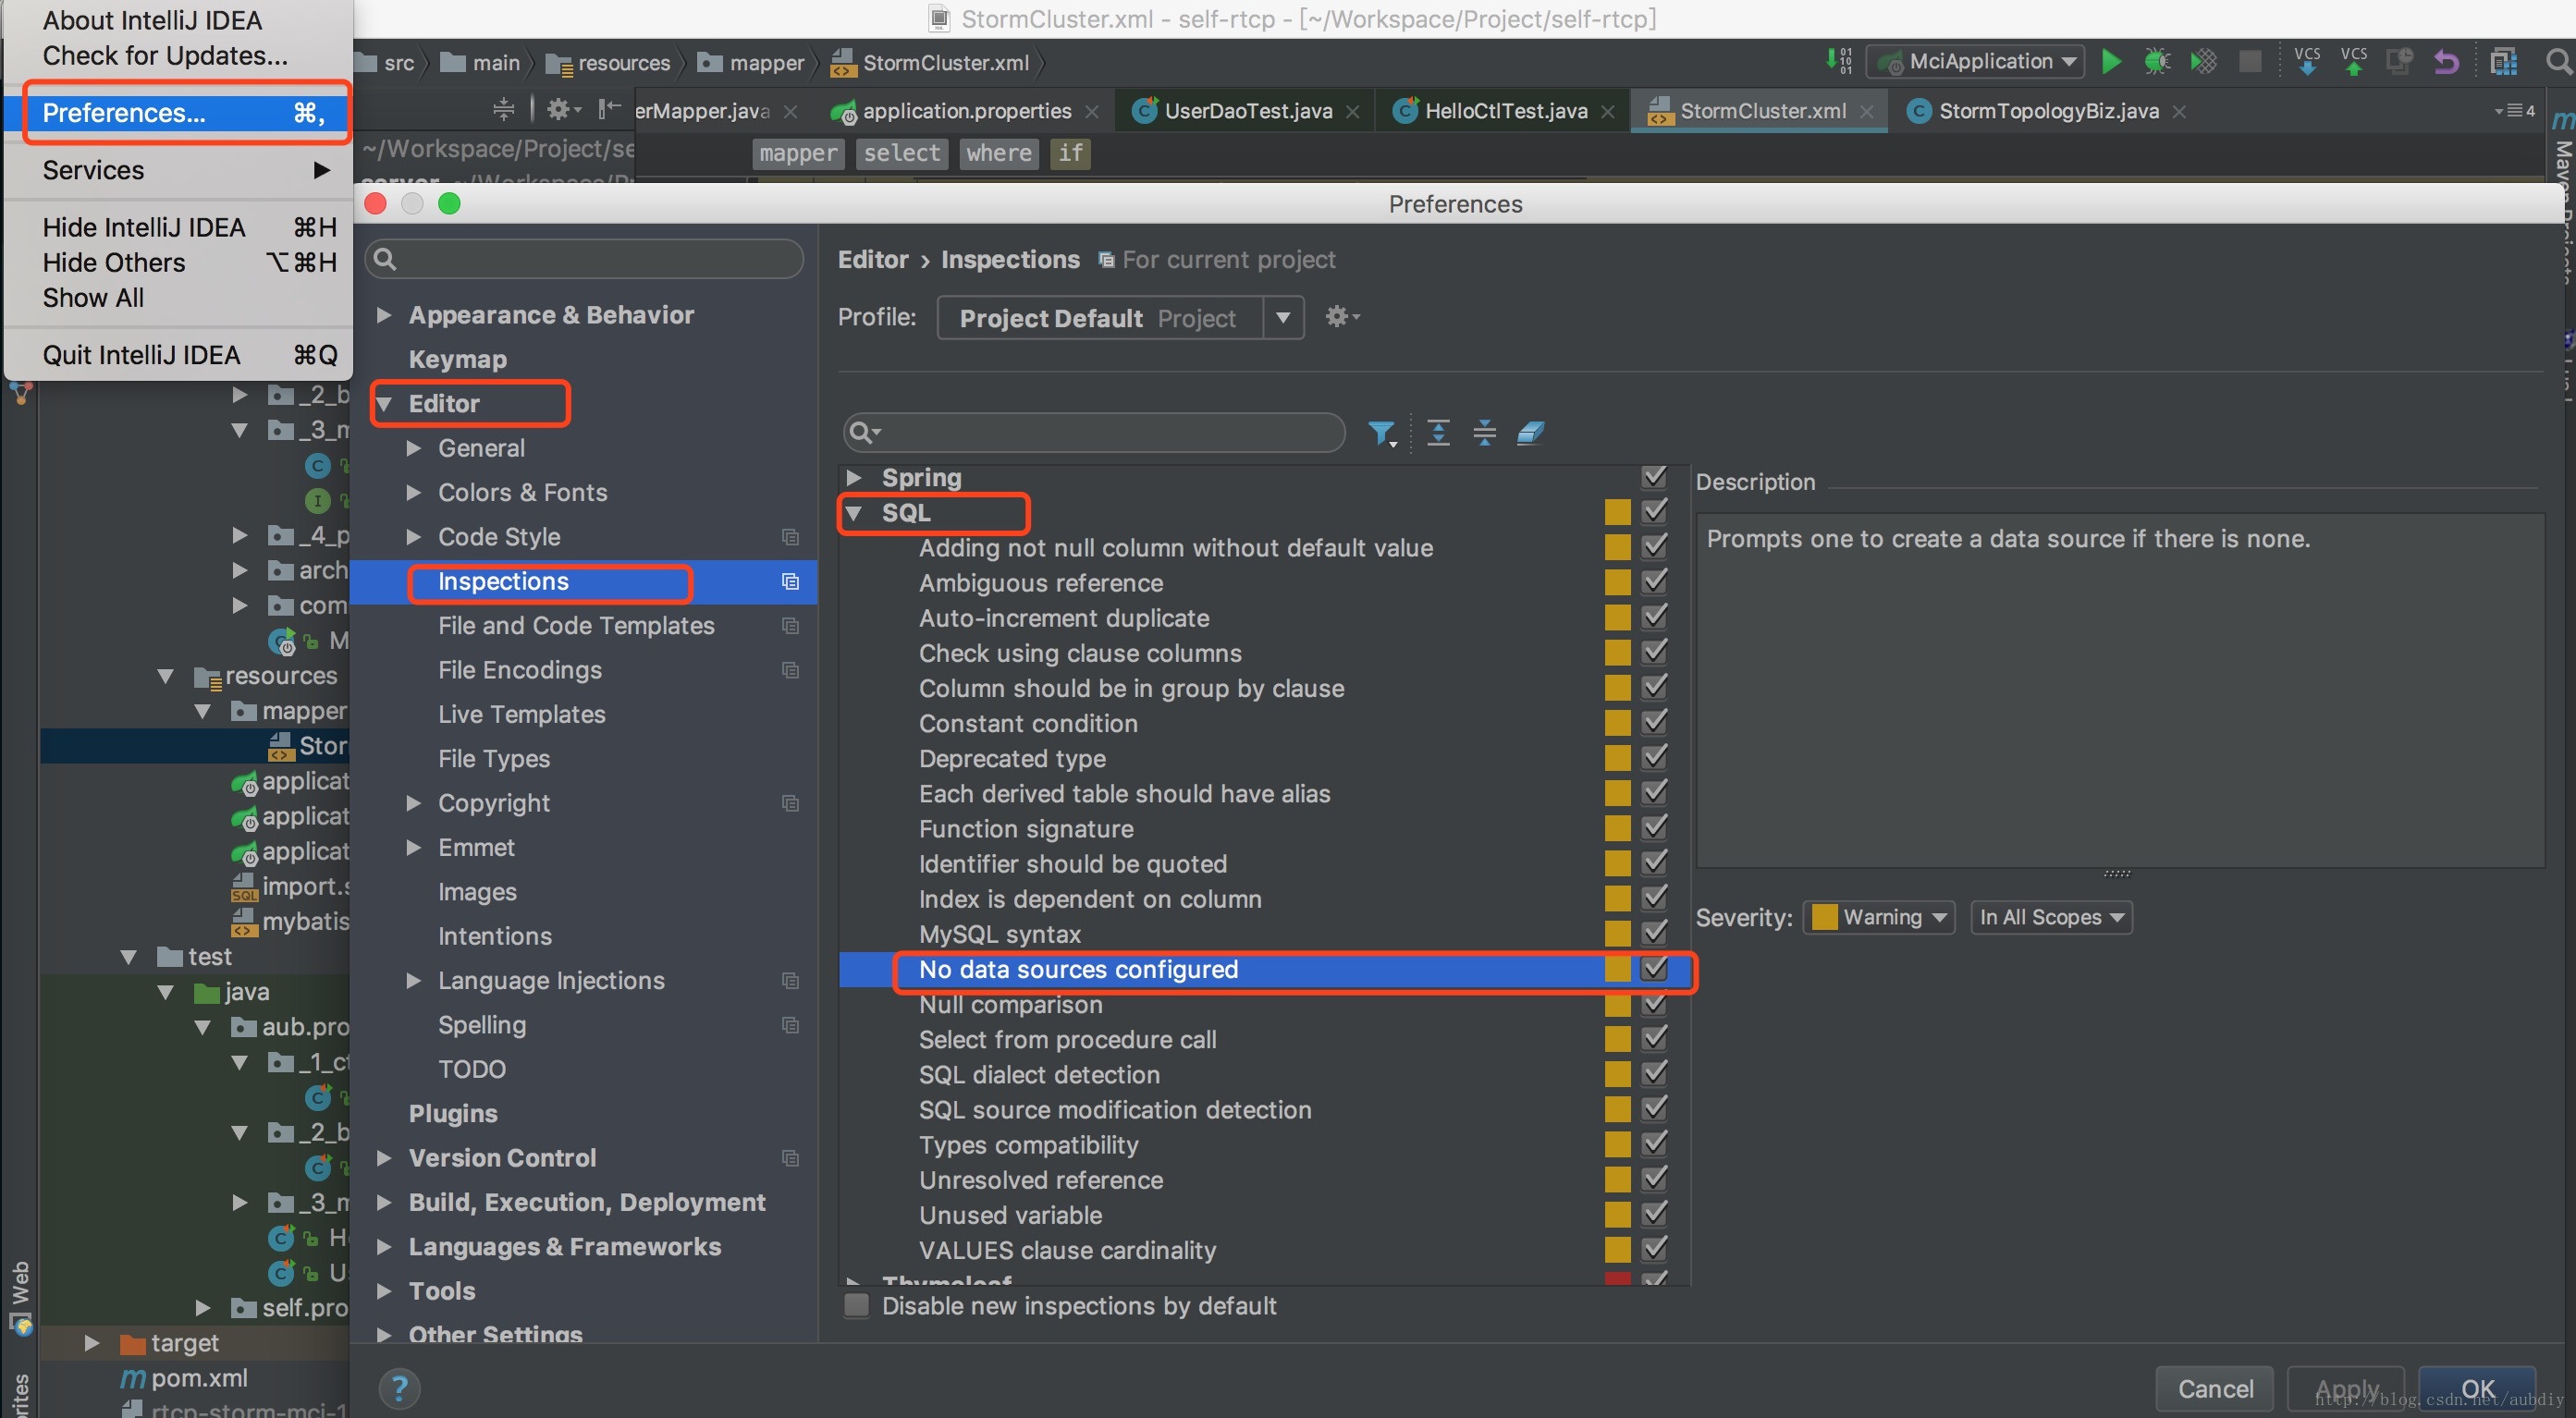 About IntelliJ IDEA
Check for Updates...
Preferences... ⌘,
Services
Hide IntelliJ IDEA ⌘H
Hide Others ⌥⌘H
Show All
Quit IntelliJ IDEA ⌘Q
StormCluster.xml - self-rtcp - [~/Workspace/Project/self-rtcp]
src main resources mapper StormCluster.xml
MciApplication VCS VCS
erMapper.java application.properties UserDaoTest.java HelloCtlTest.java StormCluster.xml StormTopologyBiz.java 4
~/Workspace/Project/se
mapper select where if
_2_b
_3_m
_4_p
arch
com
M
resources
mapper
Stor
applicat
applicat
applicat
import.s
mybatis
test
java
aub.pro
_1_ct
_2_b
_3_m
H
U
self.pro
target
pom.xml
rtcp-storm-mci-1
Web
Preferences
Appearance & Behavior
Keymap
Editor
General
Colors & Fonts
Code Style
Inspections
File and Code Templates
File Encodings
Live Templates
File Types
Copyright
Emmet
Images
Intentions
Language Injections
Spelling
TODO
Plugins
Version Control
Build, Execution, Deployment
Languages & Frameworks
Tools
Other Settings
Editor › Inspections For current project
Profile: Project Default Project
Spring
SQL
Adding not null column without default value
Ambiguous reference
Auto-increment duplicate
Check using clause columns
Column should be in group by clause
Constant condition
Deprecated type
Each derived table should have alias
Function signature
Identifier should be quoted
Index is dependent on column
MySQL syntax
No data sources configured
Null comparison
Select from procedure call
SQL dialect detection
SQL source modification detection
Types compatibility
Unresolved reference
Unused variable
VALUES clause cardinality
Thymeleaf
Disable new inspections by default
Description
Prompts one to create a data source if there is none.
Severity: Warning In All Scopes
?
Cancel Apply OK
http://blog.csdn.net/aubdiy